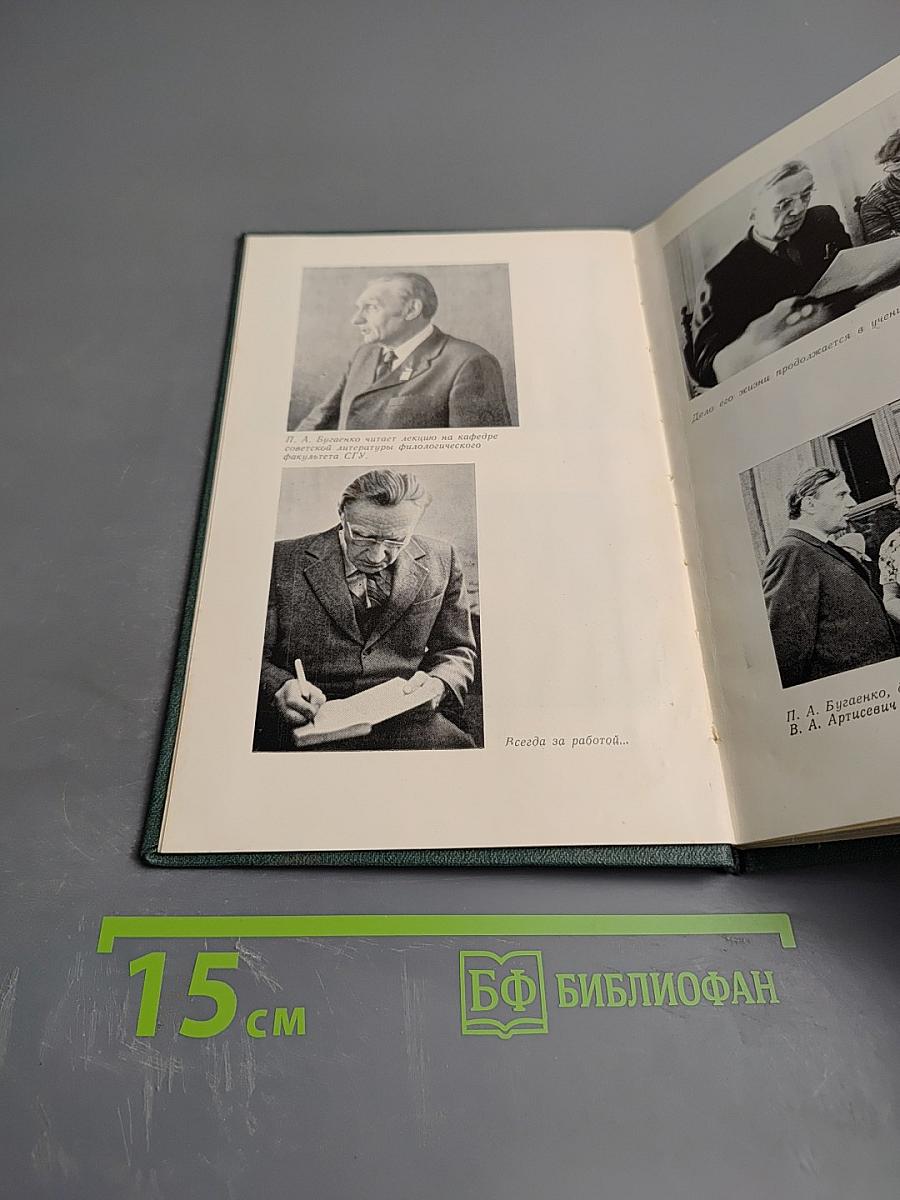 П. А. Бугаенко читает лекцию на кафедре
советской литературы филологического
факультета СГУ.
Всегда за работой...
Дело его жизни продолжается в
П. А. Бугаенко,
В. А. Артисевич
15 см
БФ БИБЛИОФАН